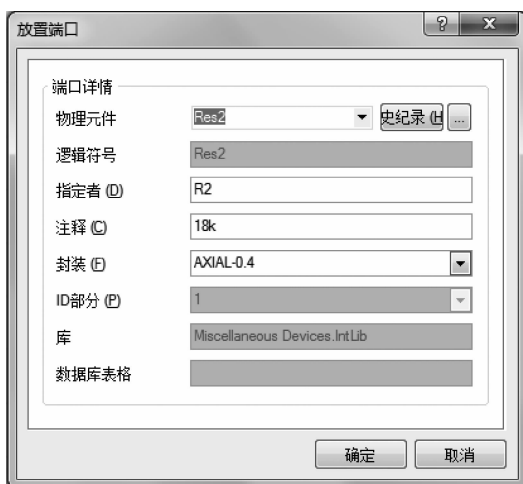 放置端口
端口详情
物理元件 Res2 史纪录 (H ...
逻辑符号 Res2
指定者 (D) R2
注释 (C) 18k
封装 (F) AXIAL-0.4
ID部分 (P) 1
库 Miscellaneous Devices.IntLib
数据库表格
确定 取消